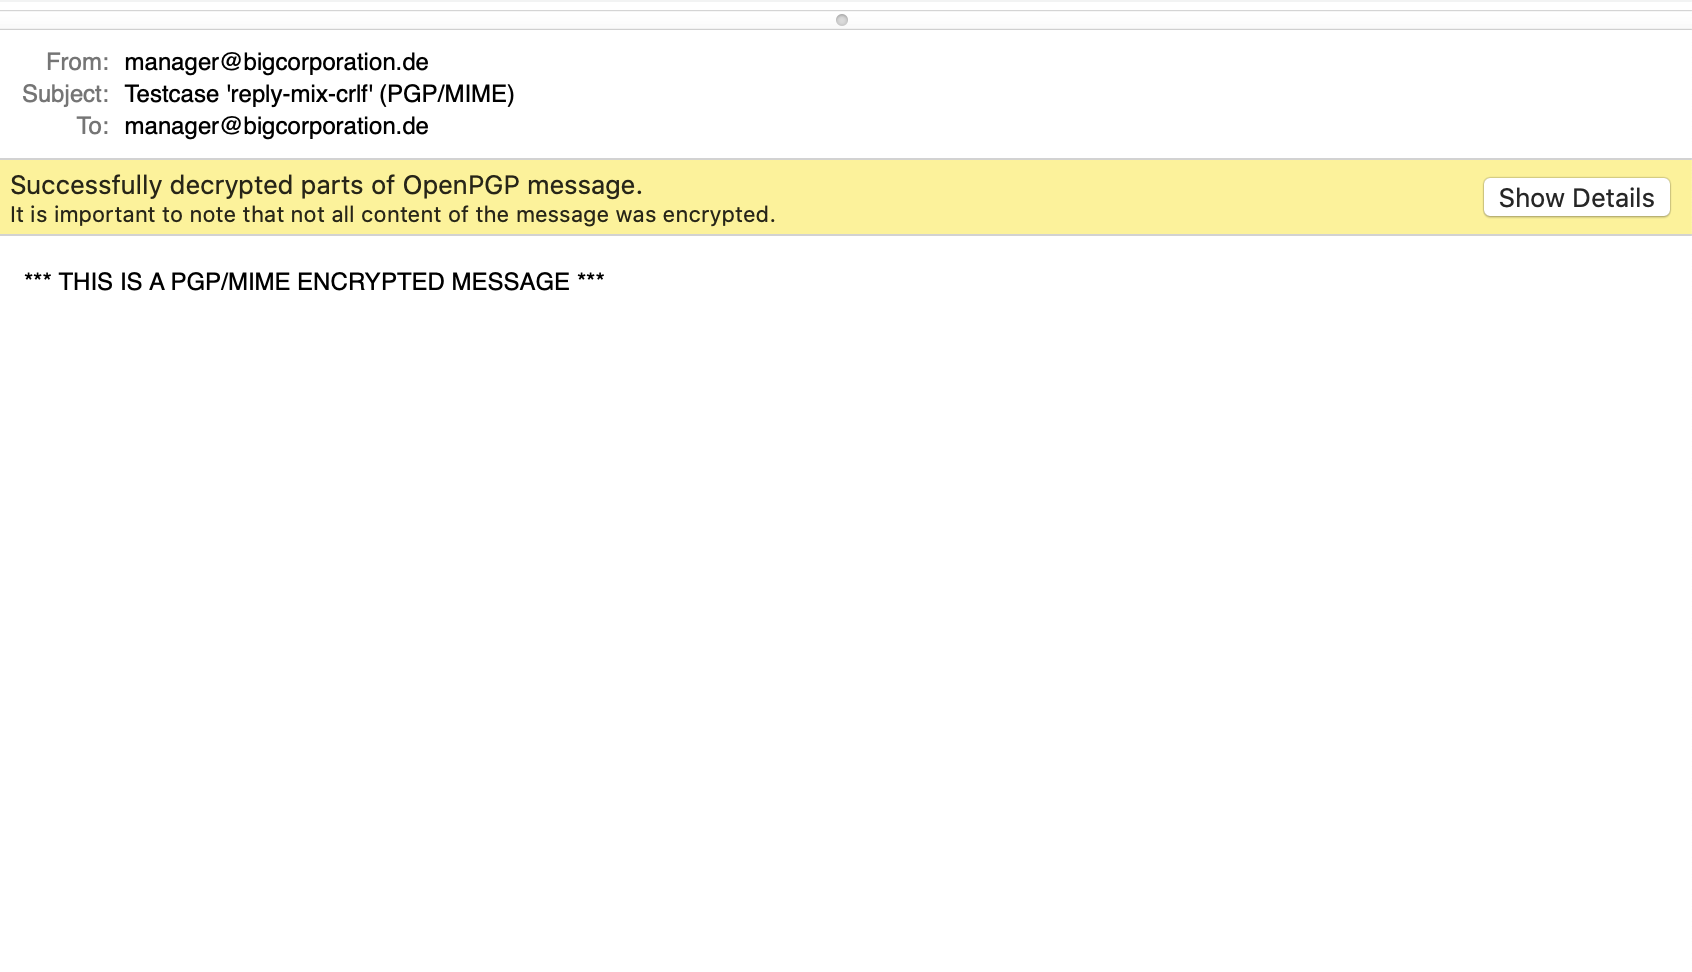 From: manager@bigcorporation.de
Subject: Testcase 'reply-mix-crlf' (PGP/MIME)
To: manager@bigcorporation.de
Successfully decrypted parts of OpenPGP message.
It is important to note that not all content of the message was encrypted.
Show Details
*** THIS IS A PGP/MIME ENCRYPTED MESSAGE ***